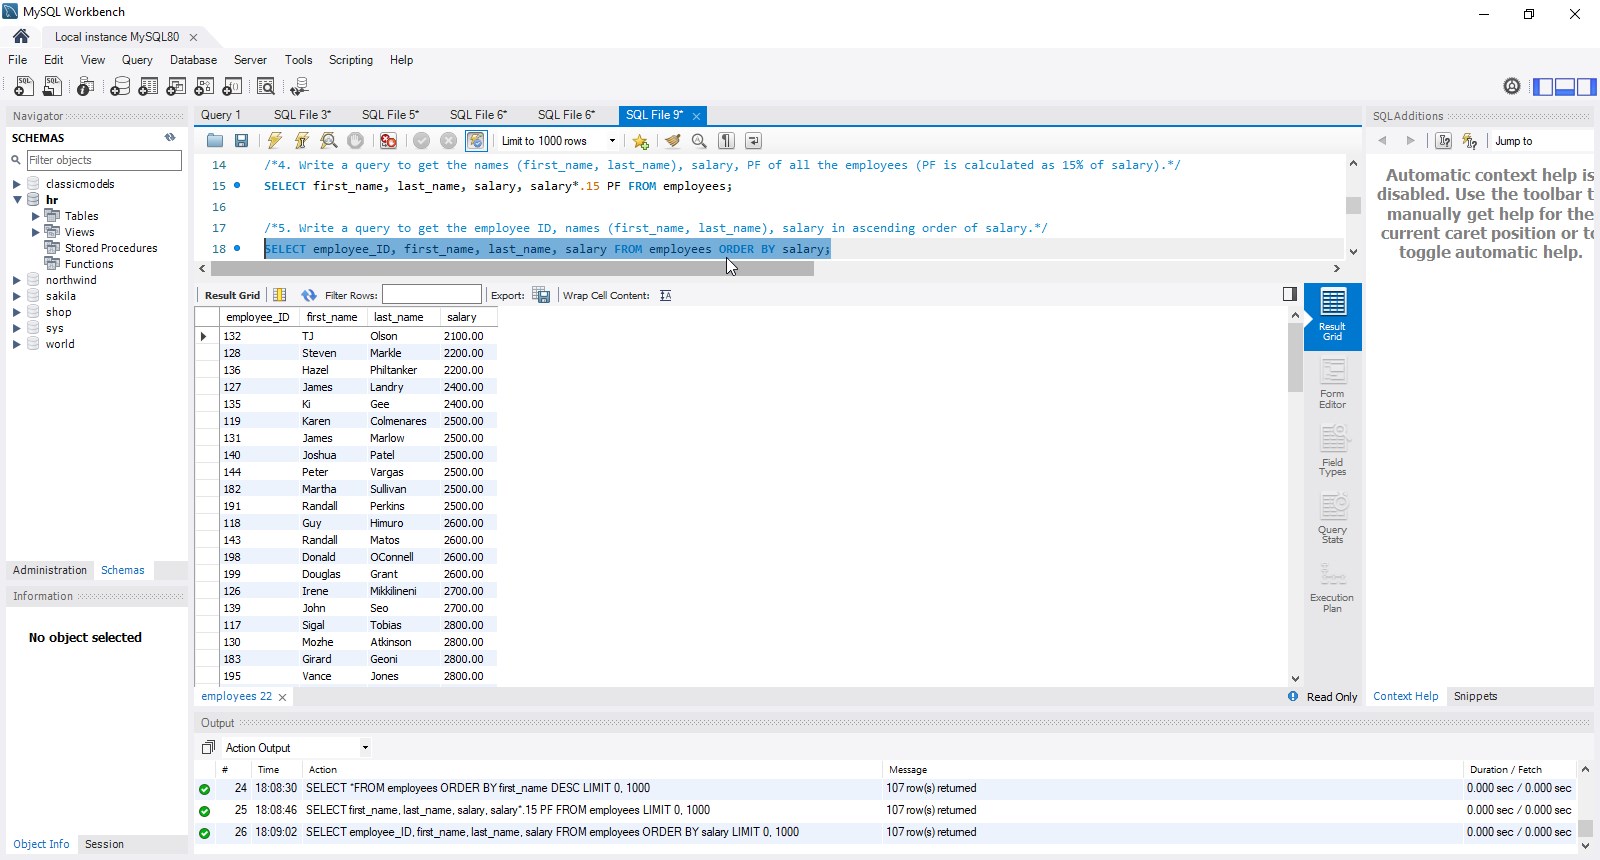 MySQL Workbench
Local instance MySQL80
File Edit View Query Database Server Tools Scripting Help
Navigator
SCHEMAS
Filter objects
classicmodels
hr
Tables
Views
Stored Procedures
Functions
northwind
sakila
shop
sys
world
Administration Schemas
Information
No object selected
Object Info Session
Query 1 SQL File 3* SQL File 5* SQL File 6* SQL File 6* SQL File 9*
Limit to 1000 rows
14 /*4. Write a query to get the names (first_name, last_name), salary, PF of all the employees (PF is calculated as 15% of salary).*/
15 SELECT first_name, last_name, salary, salary*.15 PF FROM employees;
16
17 /*5. Write a query to get the employee ID, names (first_name, last_name), salary in ascending order of salary.*/
18 SELECT employee_ID, first_name, last_name, salary FROM employees ORDER BY salary;
Result Grid Filter Rows: Export: Wrap Cell Content:
employee_ID first_name last_name salary
132 TJ Olson 2100.00
128 Steven Markle 2200.00
136 Hazel Philtanker 2200.00
127 James Landry 2400.00
135 Ki Gee 2400.00
119 Karen Colmenares 2500.00
131 James Marlow 2500.00
140 Joshua Patel 2500.00
144 Peter Vargas 2500.00
182 Martha Sullivan 2500.00
191 Randall Perkins 2500.00
118 Guy Himuro 2600.00
143 Randall Matos 2600.00
198 Donald OConnell 2600.00
199 Douglas Grant 2600.00
126 Irene Mikkilineni 2700.00
139 John Seo 2700.00
117 Sigal Tobias 2800.00
130 Mozhe Atkinson 2800.00
183 Girard Geoni 2800.00
195 Vance Jones 2800.00
Result
Grid
Form
Editor
Field
Types
Query
Stats
Execution
Plan
employees 22
Read Only
SQLAdditions
Jump to
Automatic context help is
disabled. Use the toolbar t
manually get help for the
current caret position or to
toggle automatic help.
Context Help Snippets
Output
Action Output
# Time Action Message Duration / Fetch
24 18:08:30 SELECT *FROM employees ORDER BY first_name DESC LIMIT 0, 1000 107 row(s) returned 0.000 sec / 0.000 sec
25 18:08:46 SELECT first_name, last_name, salary, salary*.15 PF FROM employees LIMIT 0, 1000 107 row(s) returned 0.000 sec / 0.000 sec
26 18:09:02 SELECT employee_ID, first_name, last_name, salary FROM employees ORDER BY salary LIMIT 0, 1000 107 row(s) returned 0.000 sec / 0.000 sec